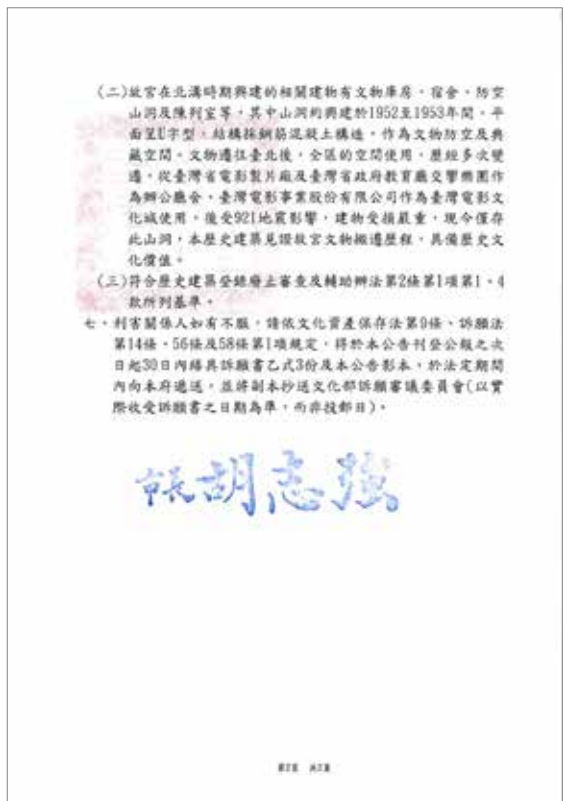 (二)故宮在北溝時期興建的相關建物有文物庫房、宿舍、防空
山洞及陳列室等,其中山洞約興建於1952至1953年間。平
面呈U字型,結構採鋼筋混凝土構造,作為文物防空及典
藏空間。文物遷往臺北後,全區的空間使用,歷經多次變
遷,從臺灣省電影製片廠及臺灣省政府教育廳交響樂團作
為辦公廳舍、臺灣電影事業股份有限公司作為臺灣電影文
化城使用。後受921地震影響,建物受損嚴重,現今僅存
此山洞,本歷史建築見證故宮文物搬遷歷程,具備歷史文
化價值。
(三)符合歷史建築登錄廢止審查及輔助辦法第2條第1項第1、4
款所列基準。
七、利害關係人如有不服,請依文化資產保存法第9條、訴願法
第14條、56條及58條第1項規定,將於本公告刊登公報之次
日起30日內繕具訴願書乙式3份及本公告影本,於法定期間
內向本府遞送,並將副本抄送文化部訴願審議委員會(以實
際收受訴願書之日期為準,而非投郵日)。
市長胡志強
第2頁 共2頁